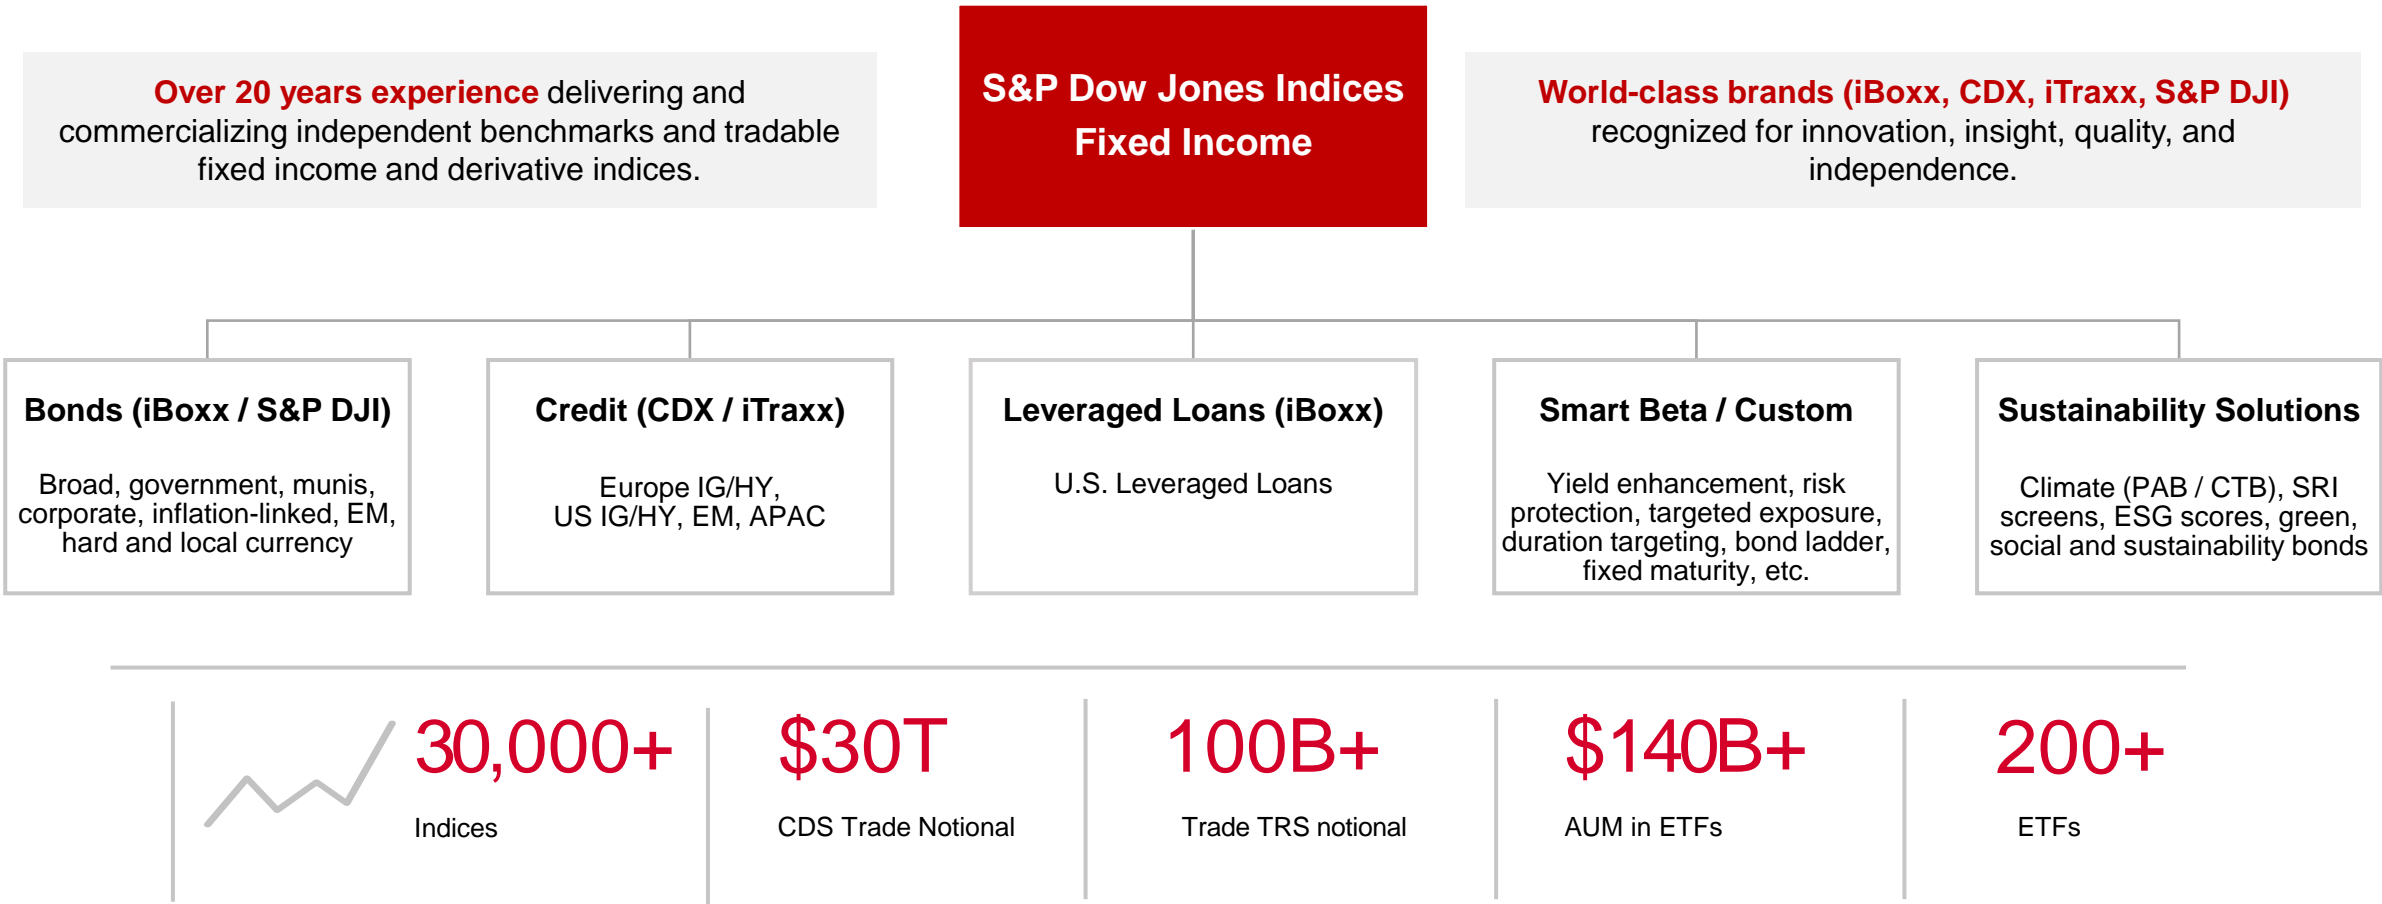 Over 20 years experience delivering and
commercializing independent benchmarks and tradable
fixed income and derivative indices.
S&P Dow Jones Indices
Fixed Income
World-class brands (iBoxx, CDX, iTraxx, S&P DJI)
recognized for innovation, insight, quality, and
independence.
Bonds (iBoxx / S&P DJI)
Broad, government, munis,
corporate, inflation-linked, EM,
hard and local currency
Credit (CDX / iTraxx)
Europe IG/HY,
US IG/HY, EM, APAC
Leveraged Loans (iBoxx)
U.S. Leveraged Loans
Smart Beta / Custom
Yield enhancement, risk
protection, targeted exposure,
duration targeting, bond ladder,
fixed maturity, etc.
Sustainability Solutions
Climate (PAB / CTB), SRI
screens, ESG scores, green,
social and sustainability bonds
30,000+
Indices
$30T
CDS Trade Notional
100B+
Trade TRS notional
$140B+
AUM in ETFs
200+
ETFs